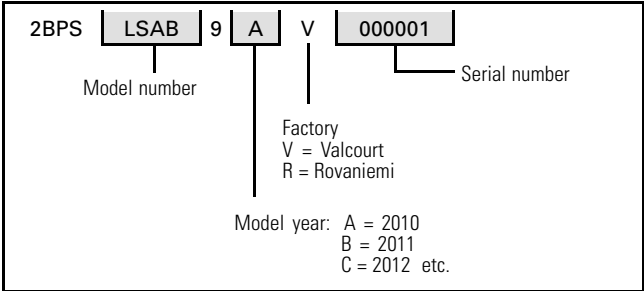 2BPS LSAB 9 A V 000001
Model number
Serial number
Factory
V = Valcourt
R = Rovaniemi
Model year: A = 2010
B = 2011
C = 2012 etc.